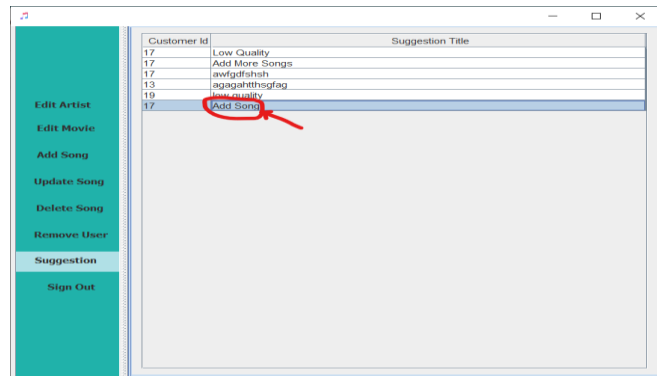 Customer Id Suggestion Title
17 Low Quality
17 Add More Songs
17 awfgdfshsh
13 agagahtthsgfag
19 low quality
17 Add Song
Edit Artist
Edit Movie
Add Song
Update Song
Delete Song
Remove User
Suggestion
Sign Out